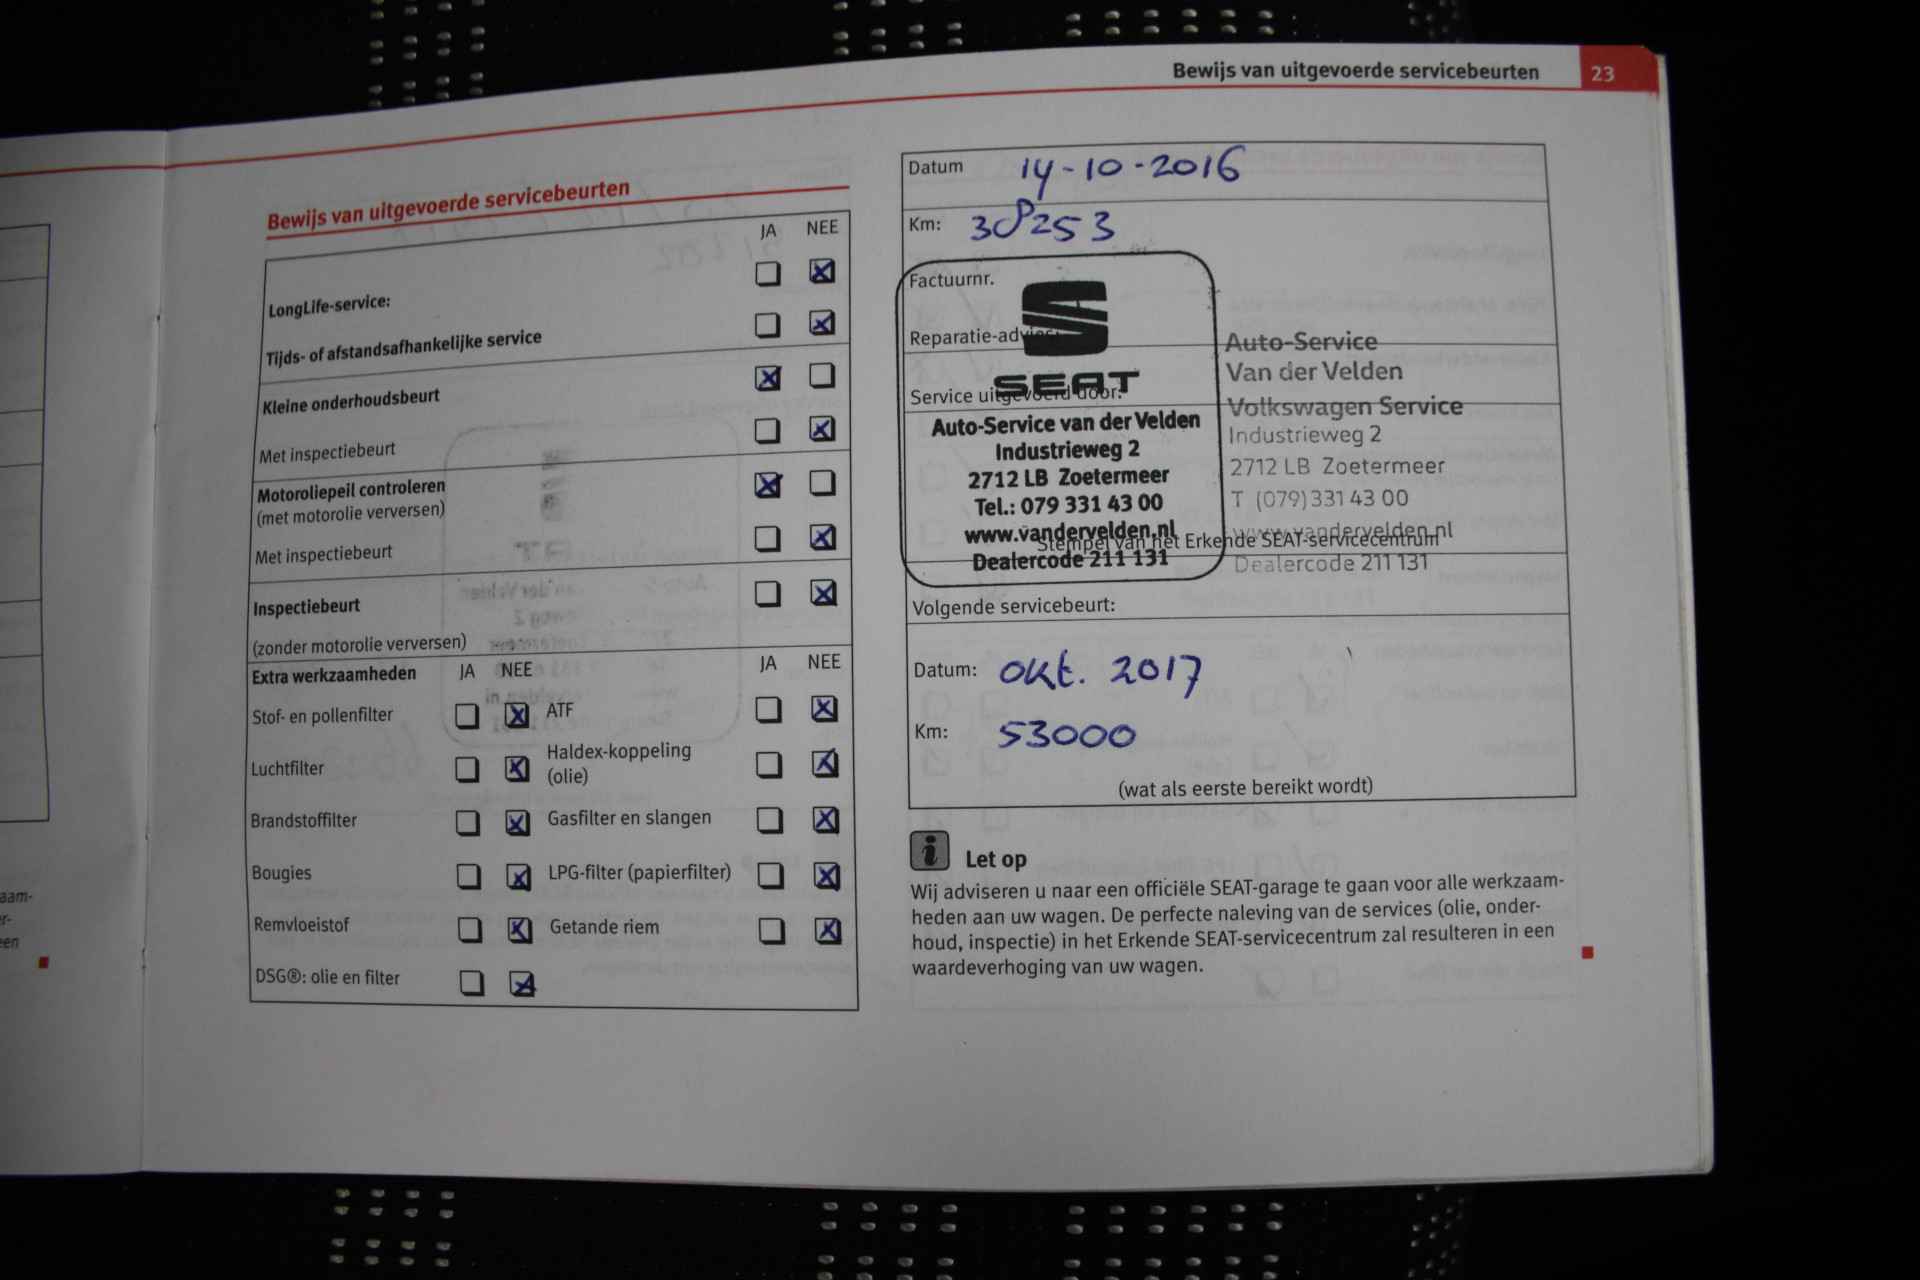 Bewijs van uitgevoerde servicebeurten 23
Bewijs van uitgevoerde servicebeurten
JA NEE
LongLife-service:
Tijds- of afstandsafhankelijke service
Kleine onderhoudsbeurt
Met inspectiebeurt
Motoroliepeil controleren
(met motorolie verversen)
Met inspectiebeurt
Inspectiebeurt
(zonder motorolie verversen)
Extra werkzaamheden JA NEE JA NEE
Stof- en pollenfilter ATF
Luchtfilter Haldex-koppeling
(olie)
Brandstoffilter Gasfilter en slangen
Bougies LPG-filter (papierfilter)
Remvloeistof Getande riem
DSG®: olie en filter
Datum 14-10-2016
Km: 38253
Factuurnr.
Reparatie-advies:
Service uitgevoerd door:
SEAT
Auto-Service van der Velden
Industrieweg 2
2712 LB Zoetermeer
Tel.: 079 331 43 00
www.vandervelden.nl
Dealercode 211 131
Auto-Service
Van der Velden
Volkswagen Service
Industrieweg 2
2712 LB Zoetermeer
T (079) 331 43 00
www.vandervelden.nl
Dealercode 211 131
Stempel van het Erkende SEAT-servicecentrum
Volgende servicebeurt:
Datum: okt. 2017
Km: 53000
(wat als eerste bereikt wordt)
i Let op
Wij adviseren u naar een officiële SEAT-garage te gaan voor alle werkzaam-
heden aan uw wagen. De perfecte naleving van de services (olie, onder-
houd, inspectie) in het Erkende SEAT-servicecentrum zal resulteren in een
waardeverhoging van uw wagen.